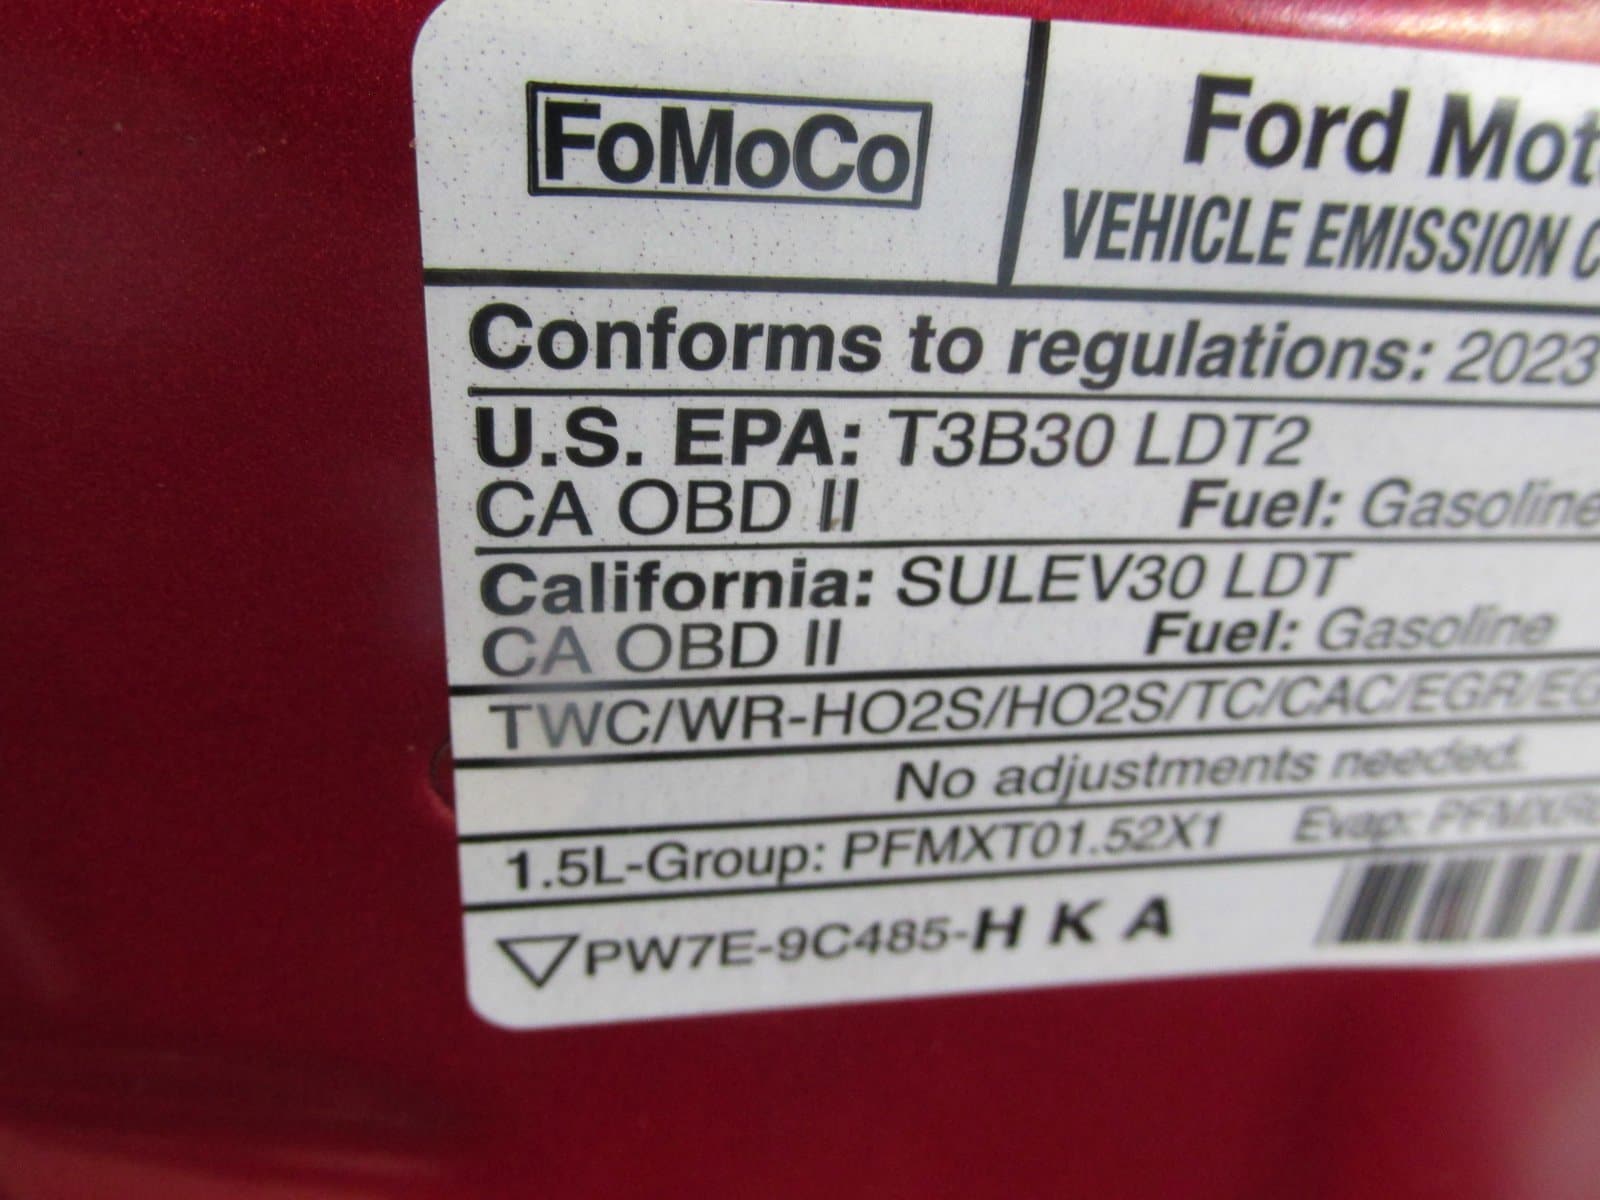 FoMoCo
Ford Mot
VEHICLE EMISSION C
Conforms to regulations: 2023
U.S. EPA: T3B30 LDT2
CA OBD II Fuel: Gasoline
California: SULEV30 LDT
CA OBD II Fuel: Gasoline
TWC/WR-HO2S/HO2S/TC/CAC/EGR/EG
No adjustments needed.
1.5L-Group: PFMXT01.52X1 Evap:
PW7E-9C485-H K A